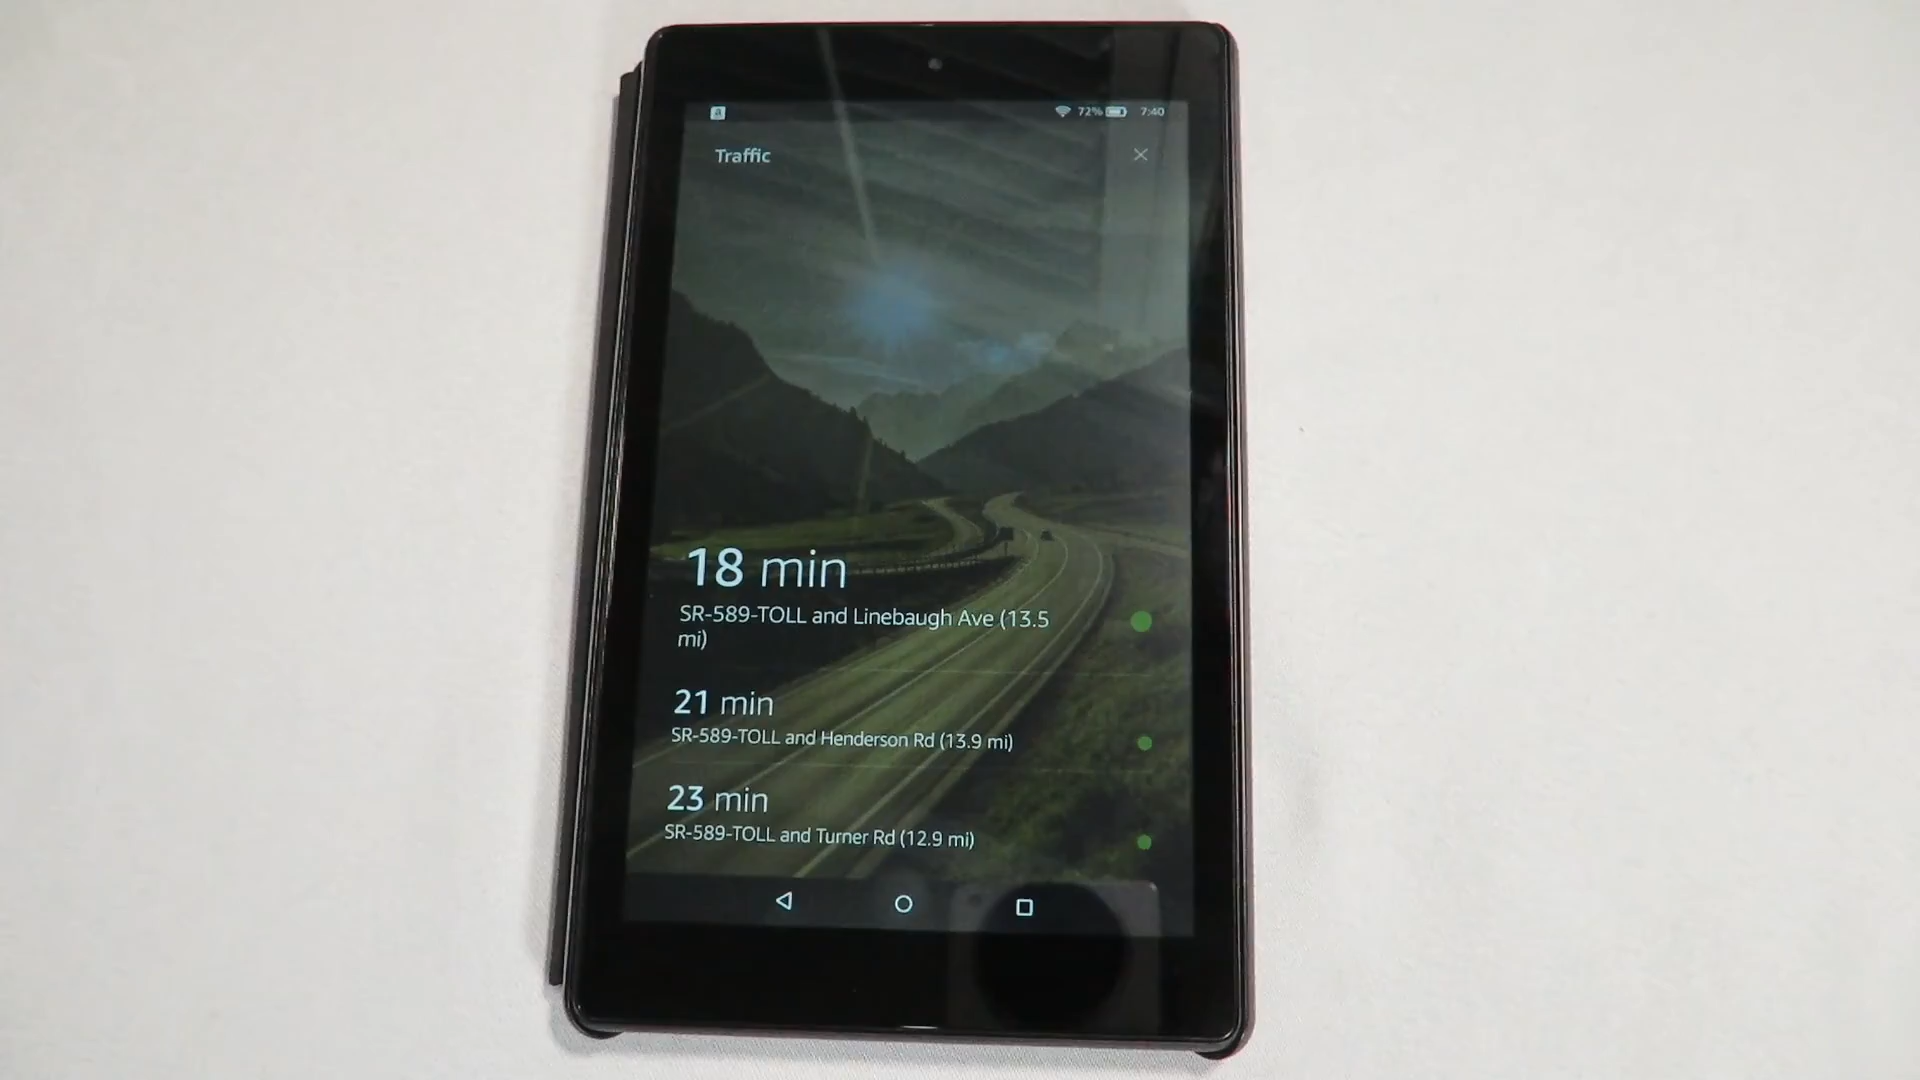 a
72% 7:40
Traffic
18 min
SR-589-TOLL and Linebaugh Ave (13.5
mi)
21 min
SR-589-TOLL and Henderson Rd (13.9 mi)
23 min
SR-589-TOLL and Turner Rd (12.9 mi)